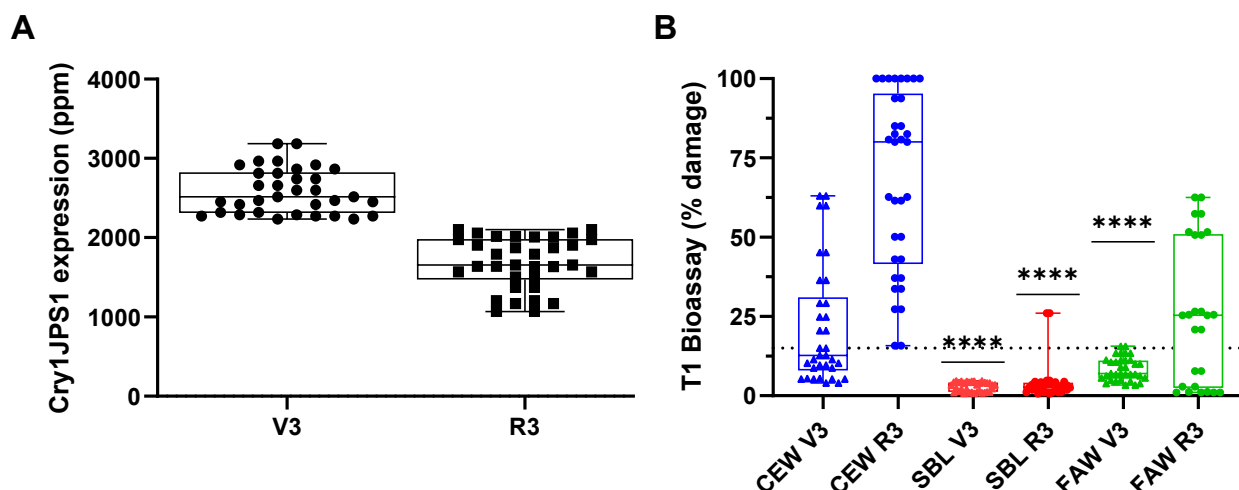 A
Cry1JPS1 expression (ppm)
4000
3000
2000
1000
0
V3
R3
B
T1 Bioassay (% damage)
100
75
50
25
0
****
****
****
CEW V3
CEW R3
SBL V3
SBL R3
FAW V3
FAW R3